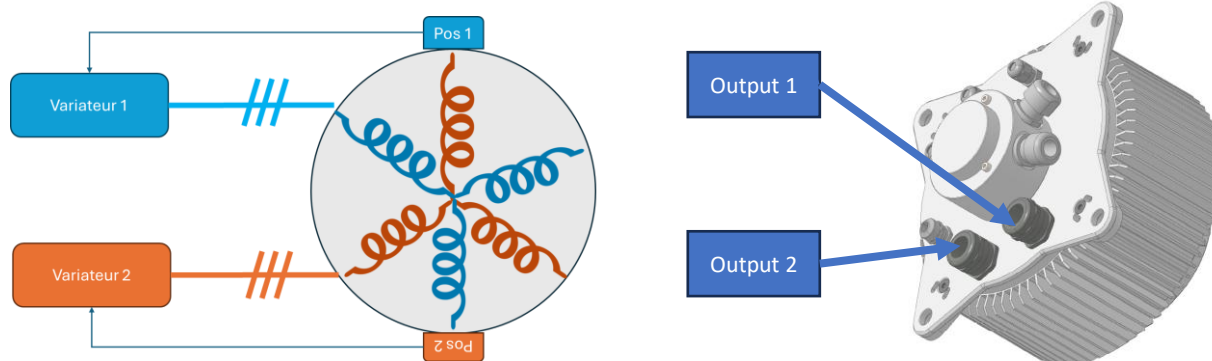 Pos 1
Variateur 1
Variateur 2
Pos 2
Output 1
Output 2